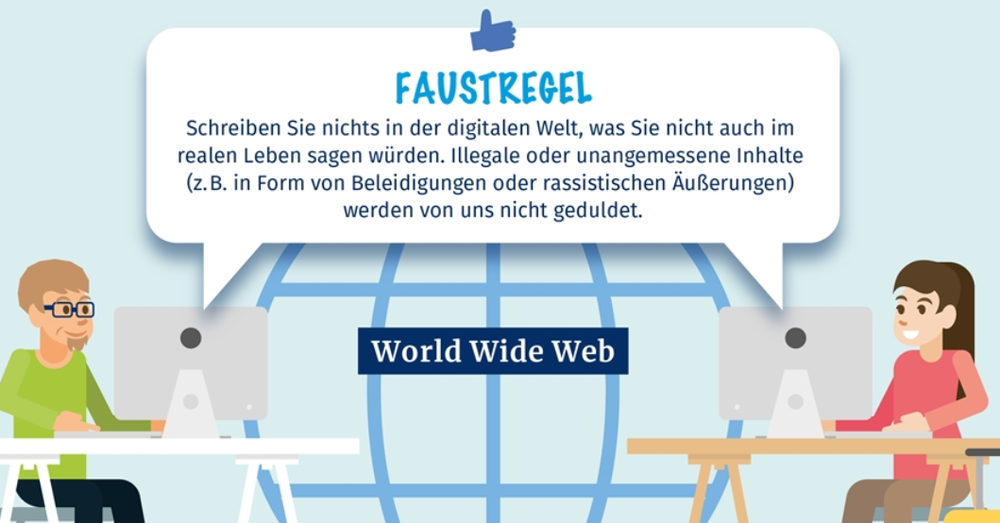 FAUSTREGEL
Schreiben Sie nichts in der digitalen Welt, was Sie nicht auch im
realen Leben sagen würden. Illegale oder unangemessene Inhalte
(z.B. in Form von Beleidigungen oder rassistischen Äußerungen)
werden von uns nicht geduldet.
World Wide Web